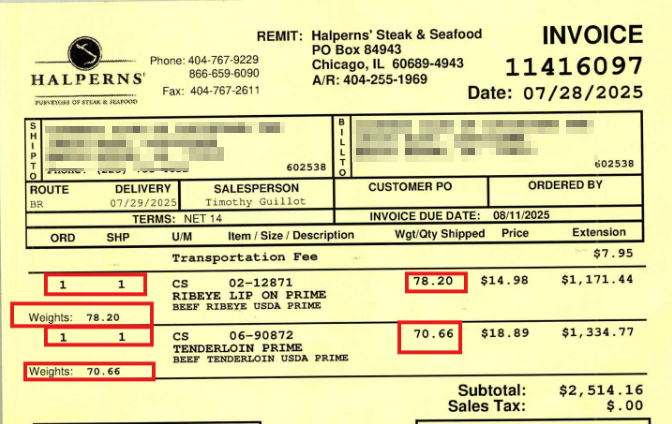 HALPERNS'
PURVEYORS OF STEAK & SEAFOOD
Phone: 404-767-9229
866-659-6090
Fax: 404-767-2611
REMIT: Halperns' Steak & Seafood
PO Box 84943
Chicago, IL 60689-4943
A/R: 404-255-1969
INVOICE
11416097
Date: 07/28/2025
SHIPTO
602538
BILLTO
602538
ROUTE DELIVERY SALESPERSON CUSTOMER PO ORDERED BY
BR 07/29/2025 Timothy Guillot
TERMS: NET 14 INVOICE DUE DATE: 08/11/2025
ORD SHP U/M Item / Size / Description Wgt/Qty Shipped Price Extension
Transportation Fee $7.95
1 1 CS 02-12871 78.20 $14.98 $1,171.44
RIBEYE LIP ON PRIME
BEEF RIBEYE USDA PRIME
Weights: 78.20
1 1 CS 06-90872 70.66 $18.89 $1,334.77
TENDERLOIN PRIME
BEEF TENDERLOIN USDA PRIME
Weights: 70.66
Subtotal: $2,514.16
Sales Tax: $.00